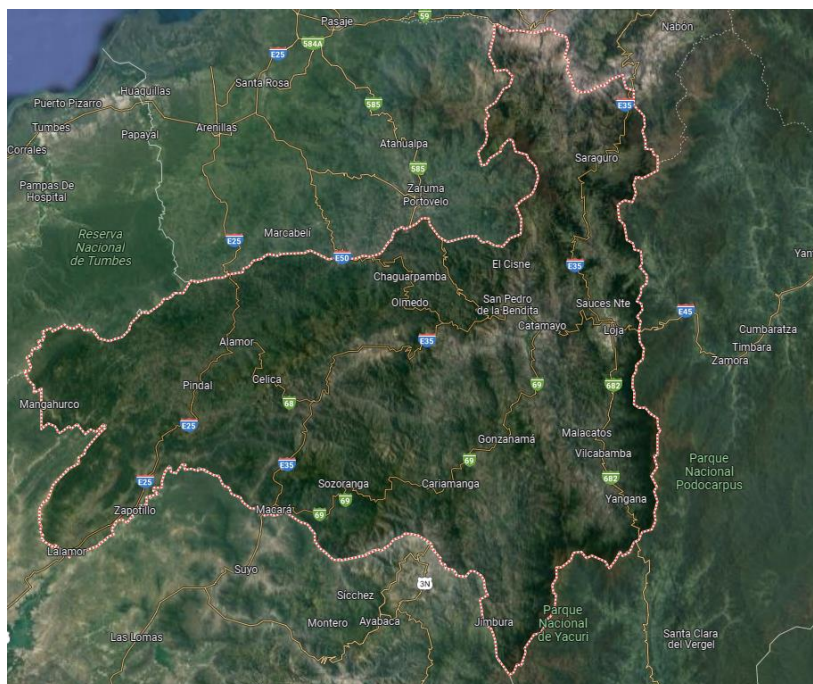 Pasaje
59
Nabón
584A
E25
Santa Rosa
Huaquillas
Puerto Pizarro
585
E35
Tumbes
Papayal
Arenillas
Corrales
Atahualpa
Saraguro
585
Pampas De
Hospital
Zaruma
Portovelo
Reserva
Nacional
de Tumbes
Marcabelí
E25
E50
El Cisne
E35
Chaguarpamba
Olmedo
San Pedro
de la Bendita
Sauces Nte
Catamayo
Loja
E45
Cumbaratza
Timbara
Zamora
E35
Alamor
Celica
Pindal
69
682
68
Mangahurco
E25
Gonzanamá
Malacatos
Vilcabamba
Parque
Nacional
Podocarpus
E35
69
E25
Sozoranga
Cariamanga
682
Yangana
69
Zapotillo
Macará
69
Lalamor
Suyo
3N
Sicchez
Montero
Ayabaca
Jimbura
Parque
Nacional
de Yacuri
Las Lomas
Santa Clara
del Vergel